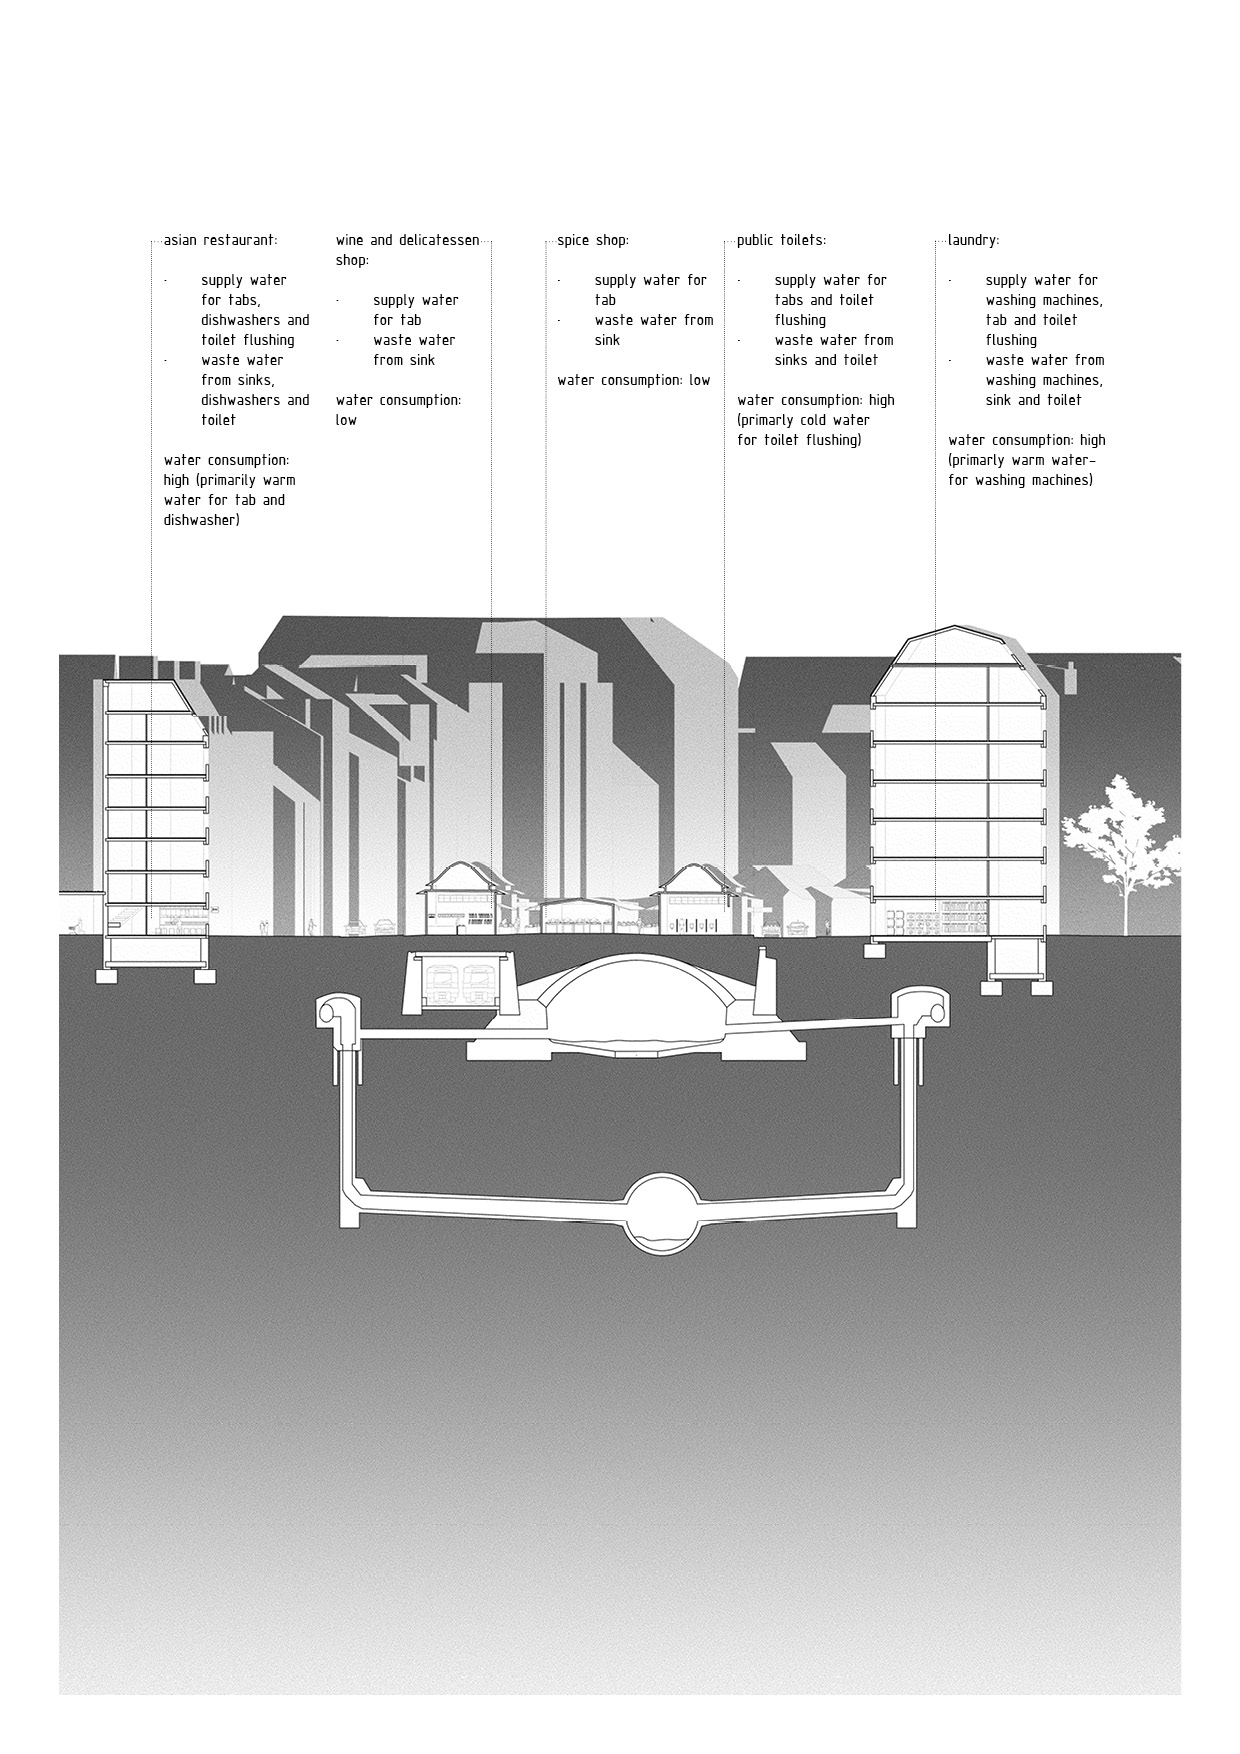 asian restaurant:
· supply water
for tabs,
dishwashers and
toilet flushing
· waste water
from sinks,
dishwashers and
toilet
water consumption:
high (primarily warm
water for tab and
dishwasher)
wine and delicatessen
shop:
· supply water
for tab
· waste water
from sink
water consumption:
low
spice shop:
· supply water for
tab
· waste water from
sink
water consumption: low
public toilets:
· supply water for
tabs and toilet
flushing
· waste water from
sinks and toilet
water consumption: high
(primarly cold water
for toilet flushing)
laundry:
· supply water for
washing machines,
tab and toilet
flushing
· waste water from
washing machines,
sink and toilet
water consumption: high
(primarly warm water-
for washing machines)